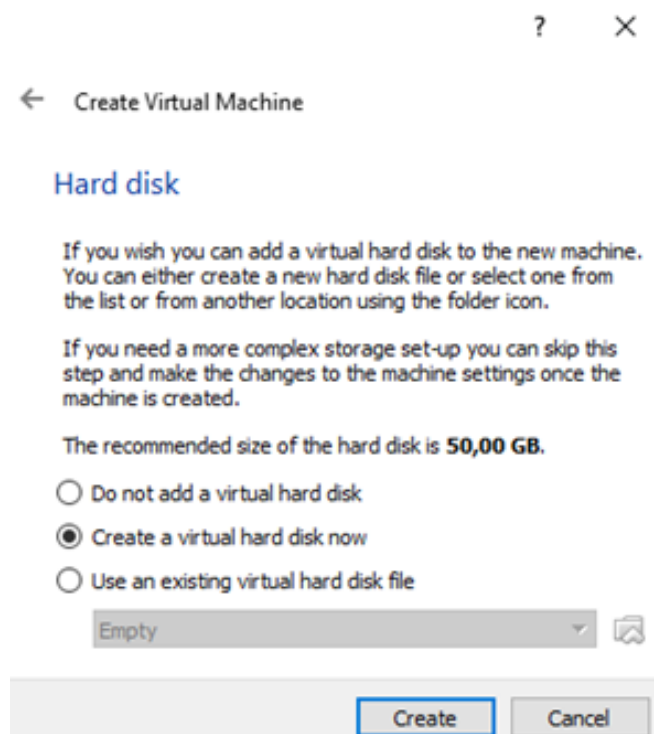 ?
Create Virtual Machine
Hard disk
If you wish you can add a virtual hard disk to the new machine.
You can either create a new hard disk file or select one from
the list or from another location using the folder icon.
If you need a more complex storage set-up you can skip this
step and make the changes to the machine settings once the
machine is created.
The recommended size of the hard disk is 50,00 GB.
Do not add a virtual hard disk
Create a virtual hard disk now
Use an existing virtual hard disk file
Empty
Create Cancel